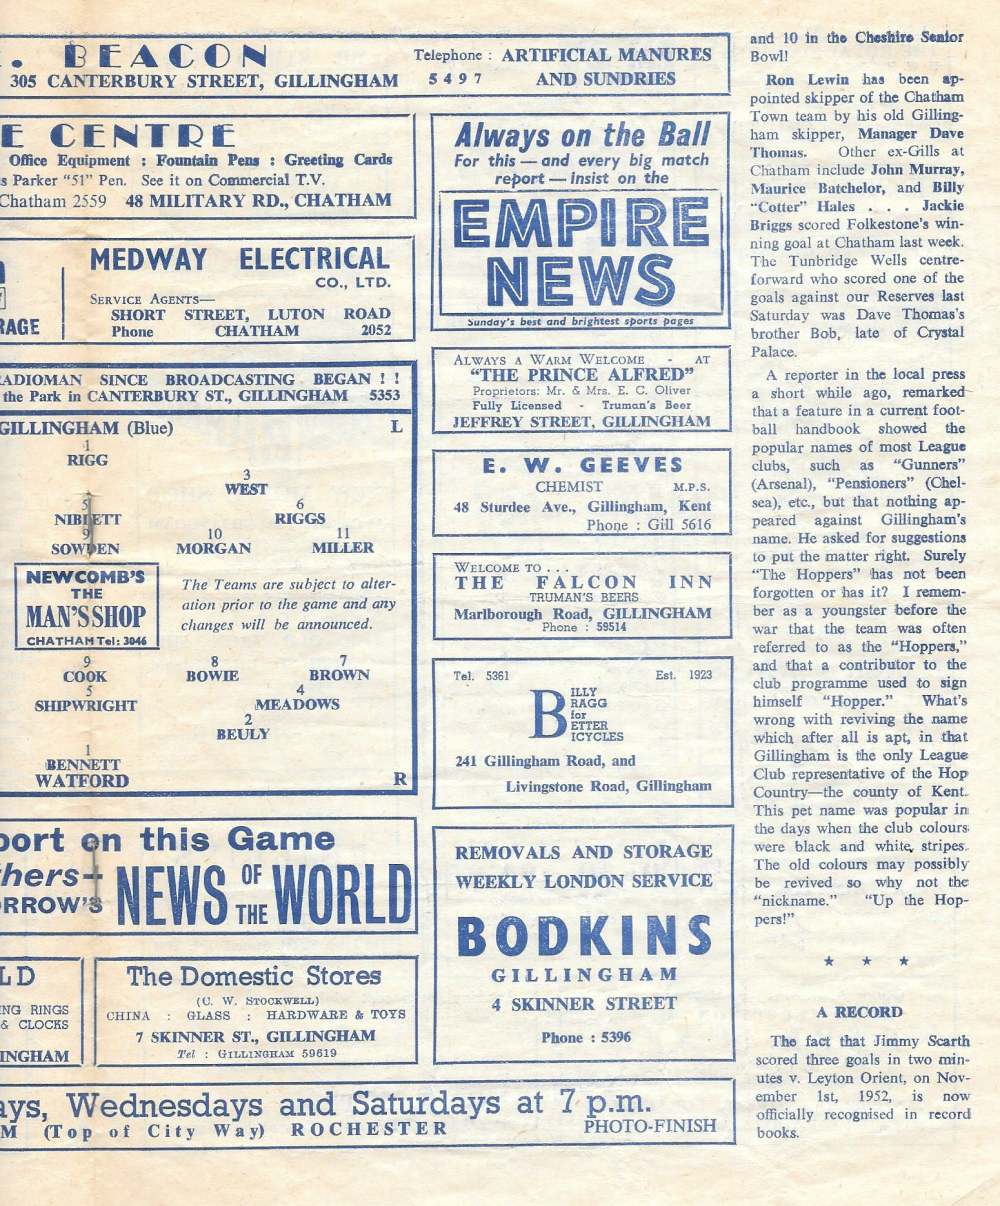 . BEACON
305 CANTERBURY STREET, GILLINGHAM
Telephone :
5497
ARTIFICIAL MANURES
AND SUNDRIES
E CENTRE
Office Equipment : Fountain Pens : Greeting Cards
s Parker "51" Pen. See it on Commercial T.V.
Chatham 2559 48 MILITARY RD., CHATHAM
RAGE
MEDWAY ELECTRICAL
CO., LTD.
SERVICE AGENTS—
SHORT STREET, LUTON ROAD
Phone CHATHAM 2052
ADIOMAN SINCE BROADCASTING BEGAN ! !
the Park in CANTERBURY ST., GILLINGHAM 5353
GILLINGHAM (Blue) L
1
RIGG
3
WEST
5 6
NIBLETT RIGGS
9 10 11
SOWDEN MORGAN MILLER
NEWCOMB'S
THE
MAN'S SHOP
CHATHAM Tel: 3046
The Teams are subject to alter-
ation prior to the game and any
changes will be announced.
9 8 7
COOK BOWIE BROWN
5 4
SHIPWRIGHT MEADOWS
2
BEULY
1
BENNETT
WATFORD R
port on this Game
thers—
ORROW'S
NEWS OF THE WORLD
LD
ING RINGS
& CLOCKS
INGHAM
The Domestic Stores
(C. W. STOCKWELL)
CHINA : GLASS : HARDWARE & TOYS
7 SKINNER ST., GILLINGHAM
Tel : GILLINGHAM 59619
ays, Wednesdays and Saturdays at 7 p.m.
M (Top of City Way) ROCHESTER PHOTO-FINISH
Always on the Ball
For this — and every big match
report — insist on the
EMPIRE
NEWS
Sunday's best and brightest sports pages
ALWAYS A WARM WELCOME - AT
"THE PRINCE ALFRED"
Proprietors: Mr. & Mrs. E. C. Oliver
Fully Licensed - Truman's Beer
JEFFREY STREET, GILLINGHAM
E. W. GEEVES
CHEMIST M.P.S.
48 Sturdee Ave., Gillingham, Kent
Phone : Gill 5616
WELCOME TO . . .
THE FALCON INN
TRUMAN'S BEERS
Marlborough Road, GILLINGHAM
Phone : 59514
Tel. 5361 Est. 1923
BILLY
BRAGG
for
BETTER
BICYCLES
241 Gillingham Road, and
Livingstone Road, Gillingham
REMOVALS AND STORAGE
WEEKLY LONDON SERVICE
BODKINS
GILLINGHAM
4 SKINNER STREET
Phone : 5396
and 10 in the Cheshire Senior
Bowl!
Ron Lewin has been ap-
pointed skipper of the Chatham
Town team by his old Gilling-
ham skipper, Manager Dave
Thomas. Other ex-Gills at
Chatham include John Murray,
Maurice Batchelor, and Billy
"Cotter" Hales . . . Jackie
Briggs scored Folkestone's win-
ning goal at Chatham last week.
The Tunbridge Wells centre-
forward who scored one of the
goals against our Reserves last
Saturday was Dave Thomas's
brother Bob, late of Crystal
Palace.
A reporter in the local press
a short while ago, remarked
that a feature in a current foot-
ball handbook showed the
popular names of most League
clubs, such as "Gunners"
(Arsenal), "Pensioners" (Chel-
sea), etc., but that nothing ap-
peared against Gillingham's
name. He asked for suggestions
to put the matter right. Surely
"The Hoppers" has not been
forgotten or has it? I remem-
ber as a youngster before the
war that the team was often
referred to as the "Hoppers,"
and that a contributor to the
club programme used to sign
himself "Hopper." What's
wrong with reviving the name
which after all is apt, in that
Gillingham is the only League
Club representative of the Hop
Country—the county of Kent.
This pet name was popular in
the days when the club colours
were black and white stripes.
The old colours may possibly
be revived so why not the
"nickname." "Up the Hop-
pers!"
★ ★ ★
A RECORD
The fact that Jimmy Scarth
scored three goals in two min-
utes v. Leyton Orient, on Nov-
ember 1st, 1952, is now
officially recognised in record
books.